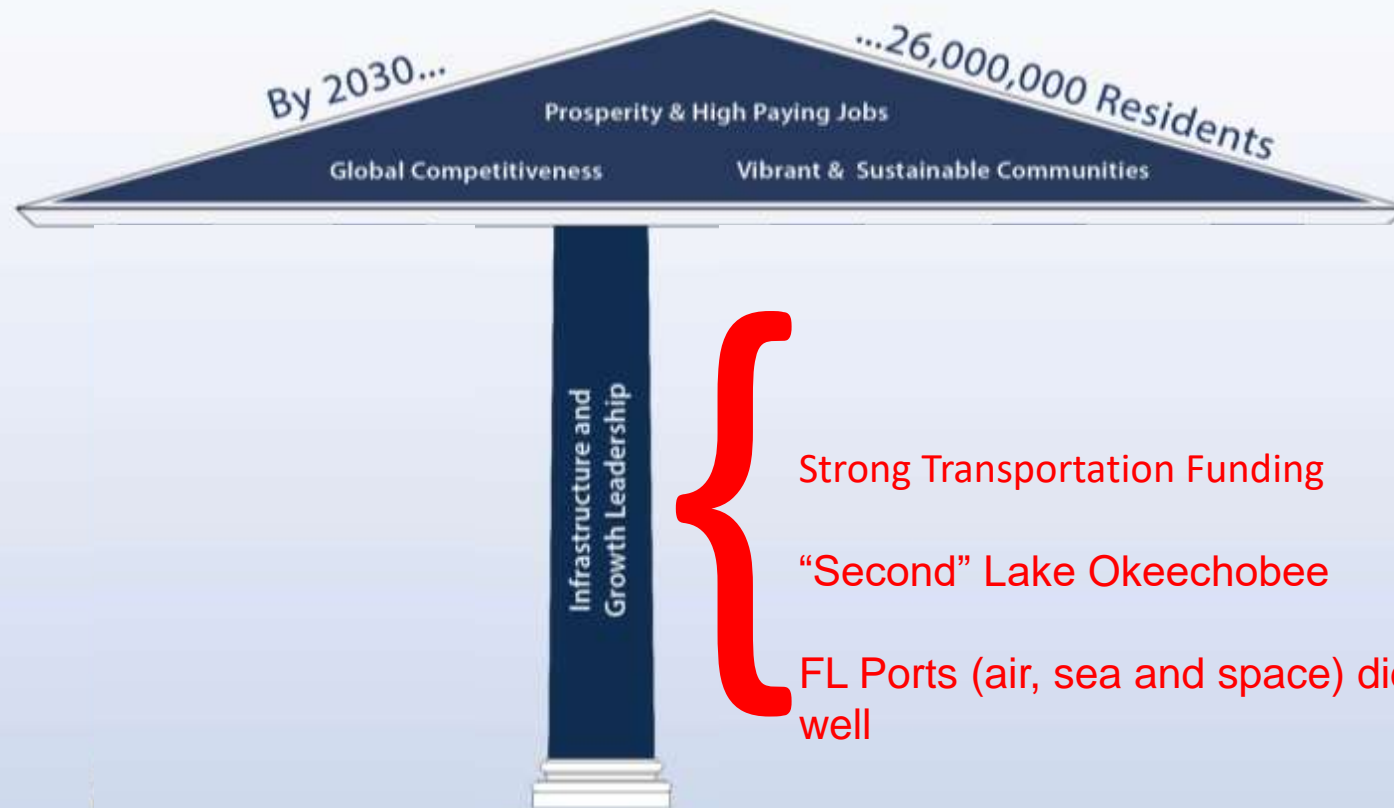 By 2030...
...26,000,000 Residents
Prosperity & High Paying Jobs
Global Competitiveness
Vibrant & Sustainable Communities
Infrastructure and
Growth Leadership
Strong Transportation Funding
“Second” Lake Okeechobee
FL Ports (air, sea and space)
well